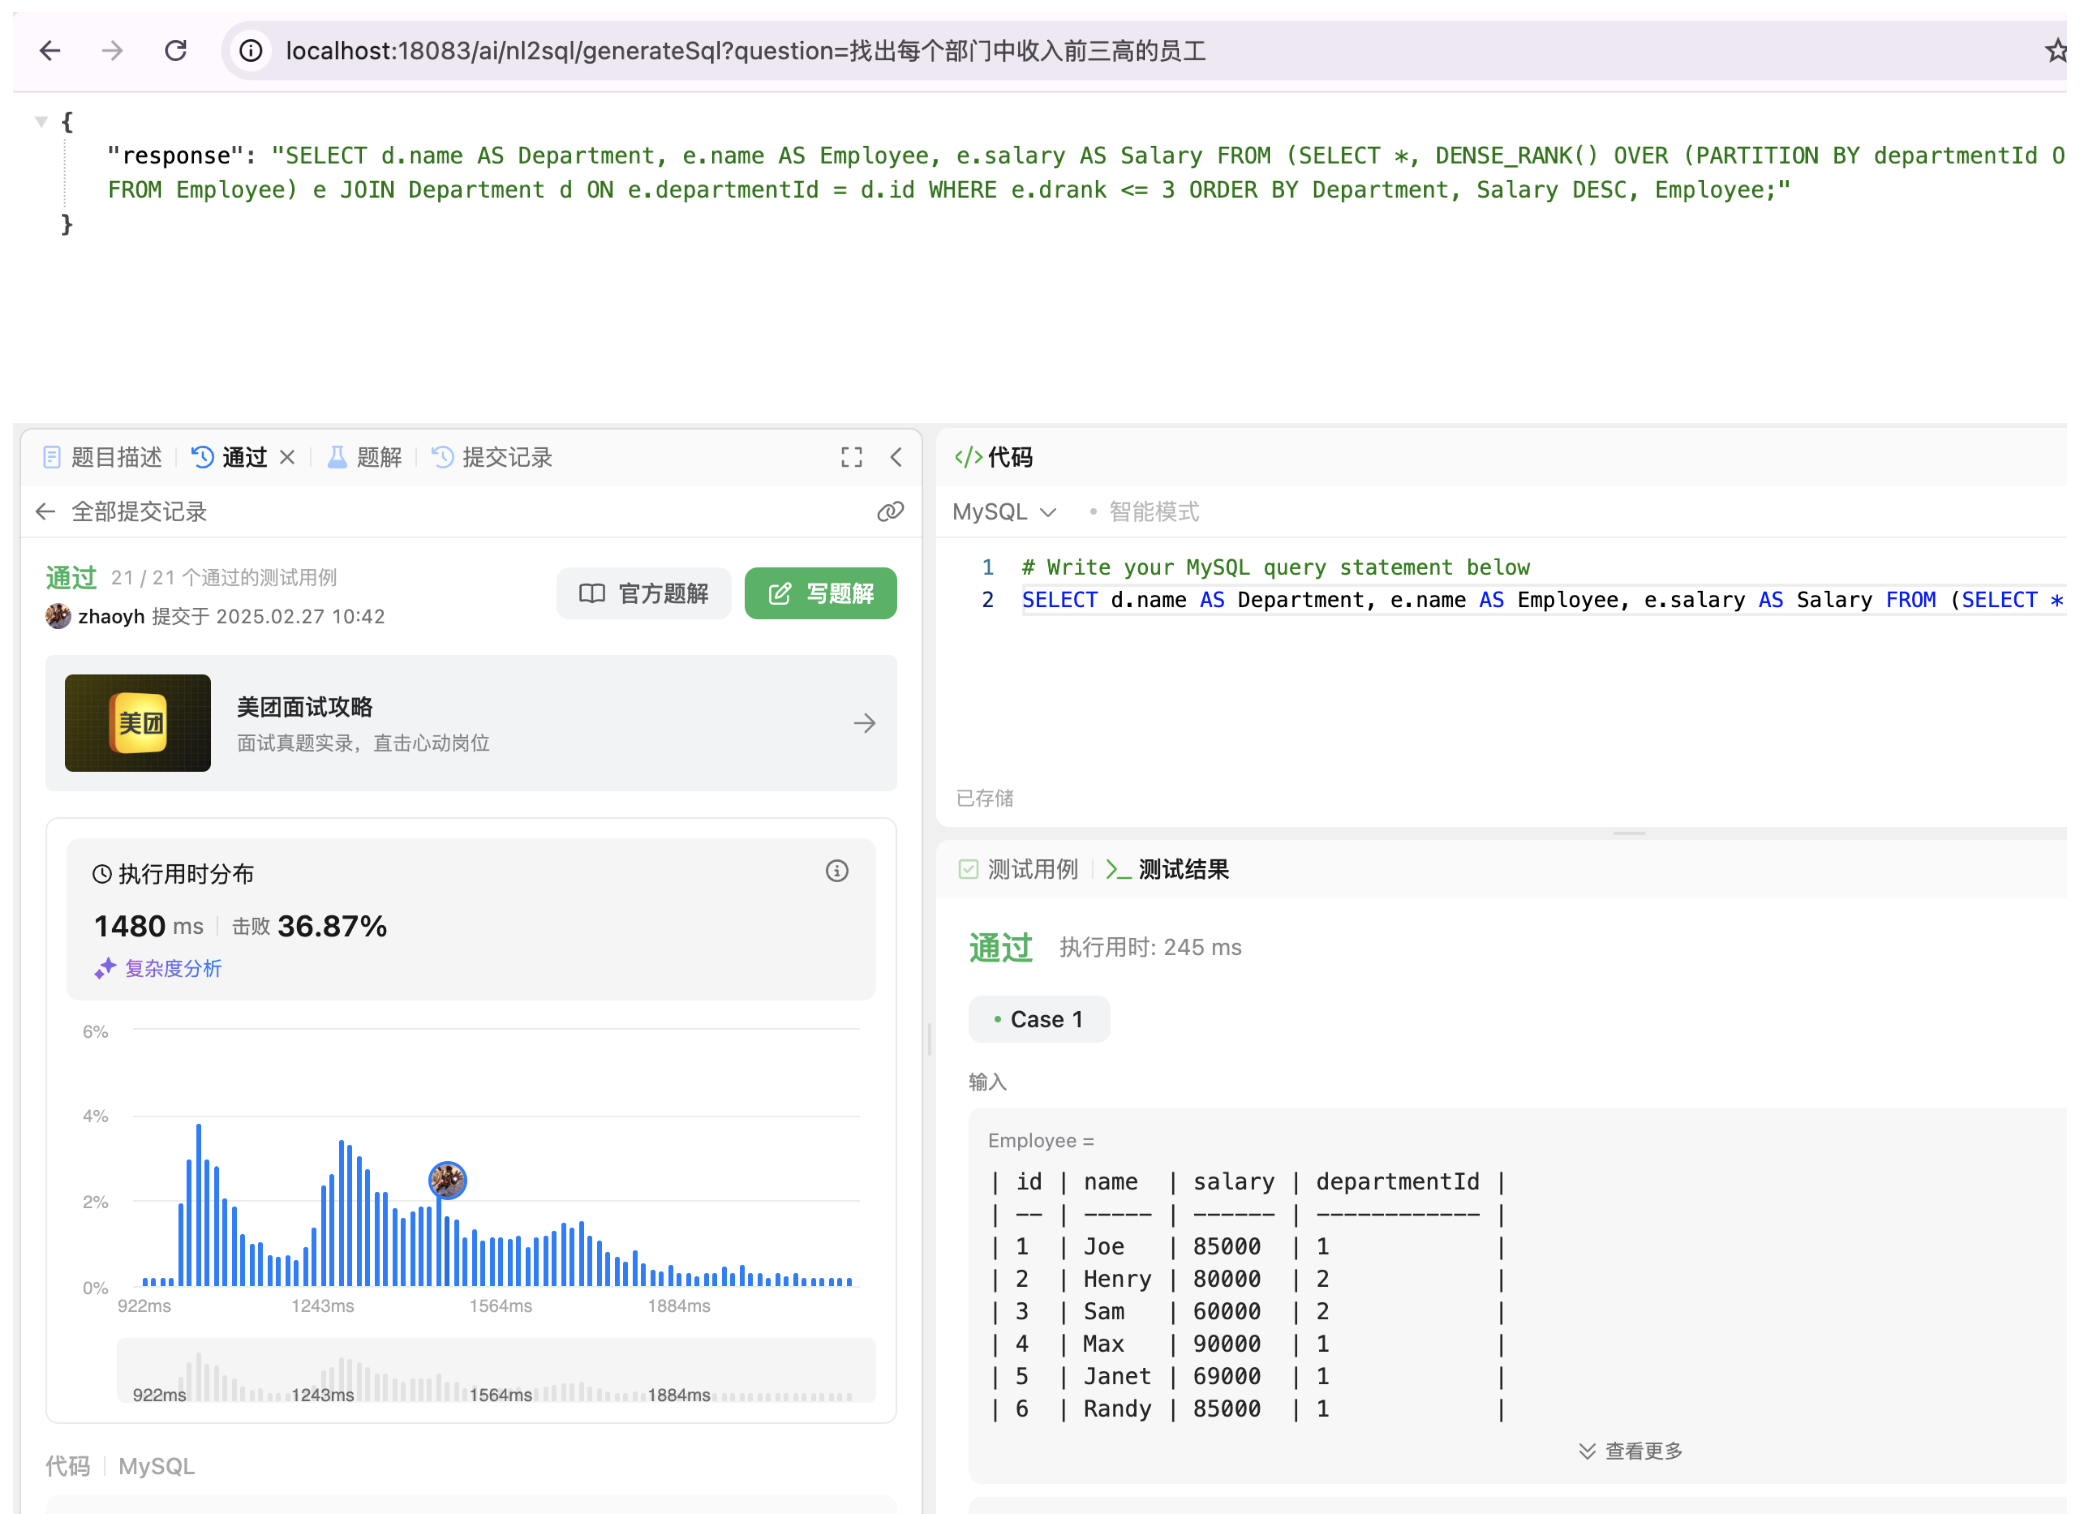 localhost:18083/ai/nl2sql/generateSql?question=找出每个部门中收入前三高的员工
{
"response": "SELECT d.name AS Department, e.name AS Employee, e.salary AS Salary FROM (SELECT *, DENSE_RANK() OVER (PARTITION BY departmentId O
FROM Employee) e JOIN Department d ON e.departmentId = d.id WHERE e.drank <= 3 ORDER BY Department, Salary DESC, Employee;"
}
题目描述 通过 题解 提交记录
全部提交记录
通过 21 / 21 个通过的测试用例
zhaoyh 提交于 2025.02.27 10:42
官方题解
写题解
美团
美团面试攻略
面试真题实录，直击心动岗位
执行用时分布
1480 ms 击败 36.87%
复杂度分析
6%
4%
2%
0%
922ms 1243ms 1564ms 1884ms
922ms 1243ms 1564ms 1884ms
代码 MySQL
</> 代码
MySQL • 智能模式
1 # Write your MySQL query statement below
2 SELECT d.name AS Department, e.name AS Employee, e.salary AS Salary FROM (SELECT *
已存储
测试用例 >_ 测试结果
通过 执行用时: 245 ms
• Case 1
输入
Employee =
| id | name  | salary | departmentId |
| -- | ----- | ------ | ------------ |
| 1  | Joe   | 85000  | 1            |
| 2  | Henry | 80000  | 2            |
| 3  | Sam   | 60000  | 2            |
| 4  | Max   | 90000  | 1            |
| 5  | Janet | 69000  | 1            |
| 6  | Randy | 85000  | 1            |
查看更多